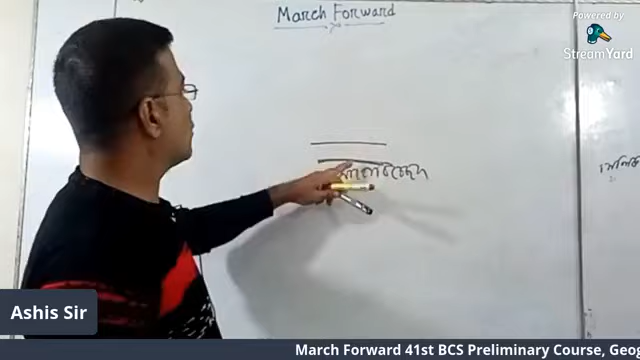 March Forward
Powered by
StreamYard
Ashis Sir
March Forward 41st BCS Preliminary Course, Geog